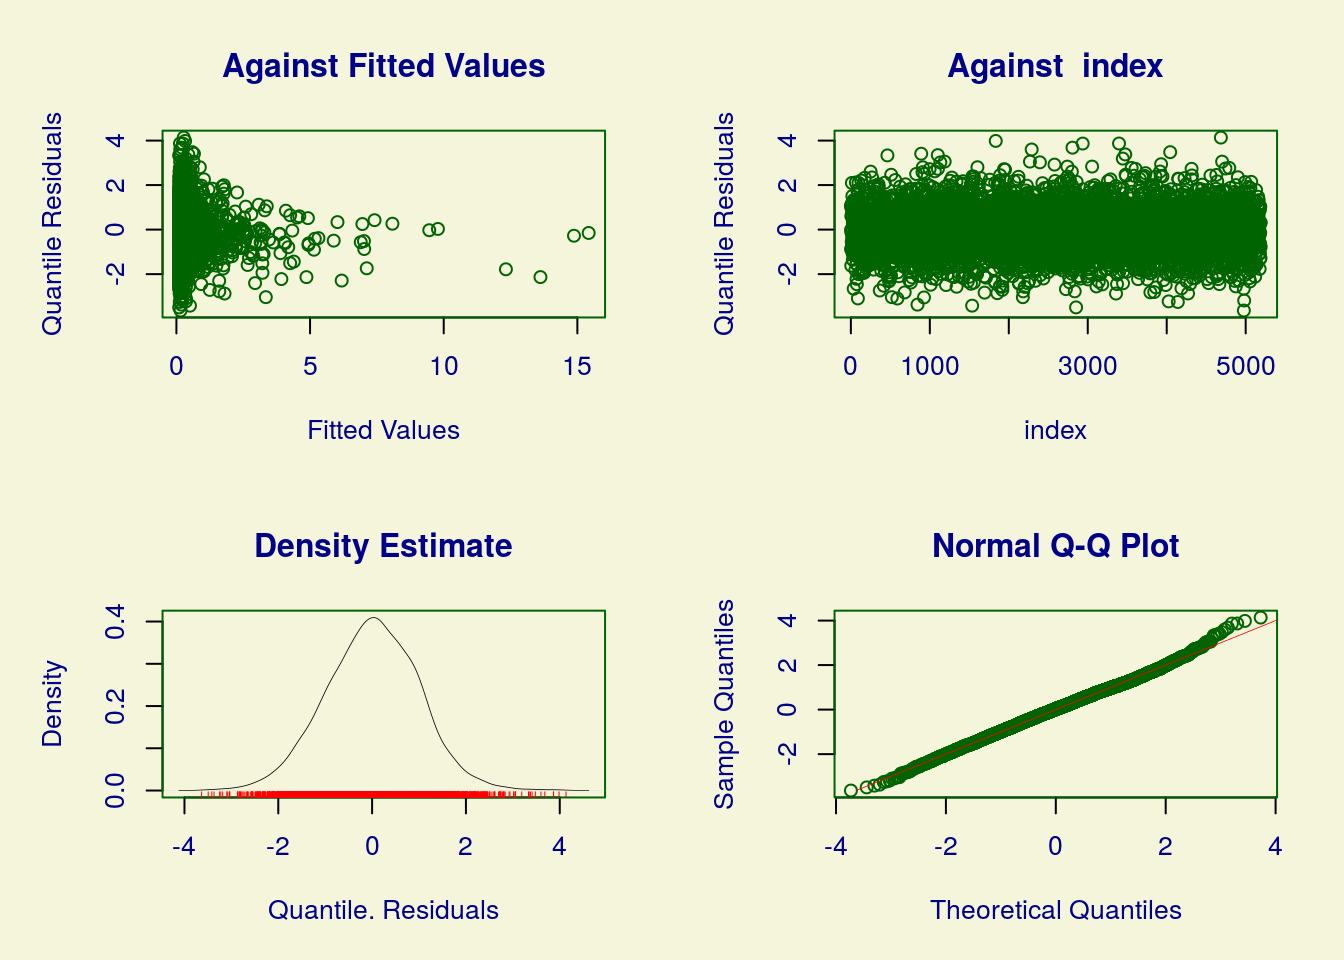 Against Fitted Values
Quantile Residuals
4
2
0
-2
0 5 10 15
Fitted Values
Against  index
Quantile Residuals
4
2
0
-2
0 1000 3000 5000
index
Density Estimate
Density
0.4
0.2
0.0
-4 -2 0 2 4
Quantile. Residuals
Normal Q-Q Plot
Sample Quantiles
4
2
0
-2
-4 -2 0 2 4
Theoretical Quantiles